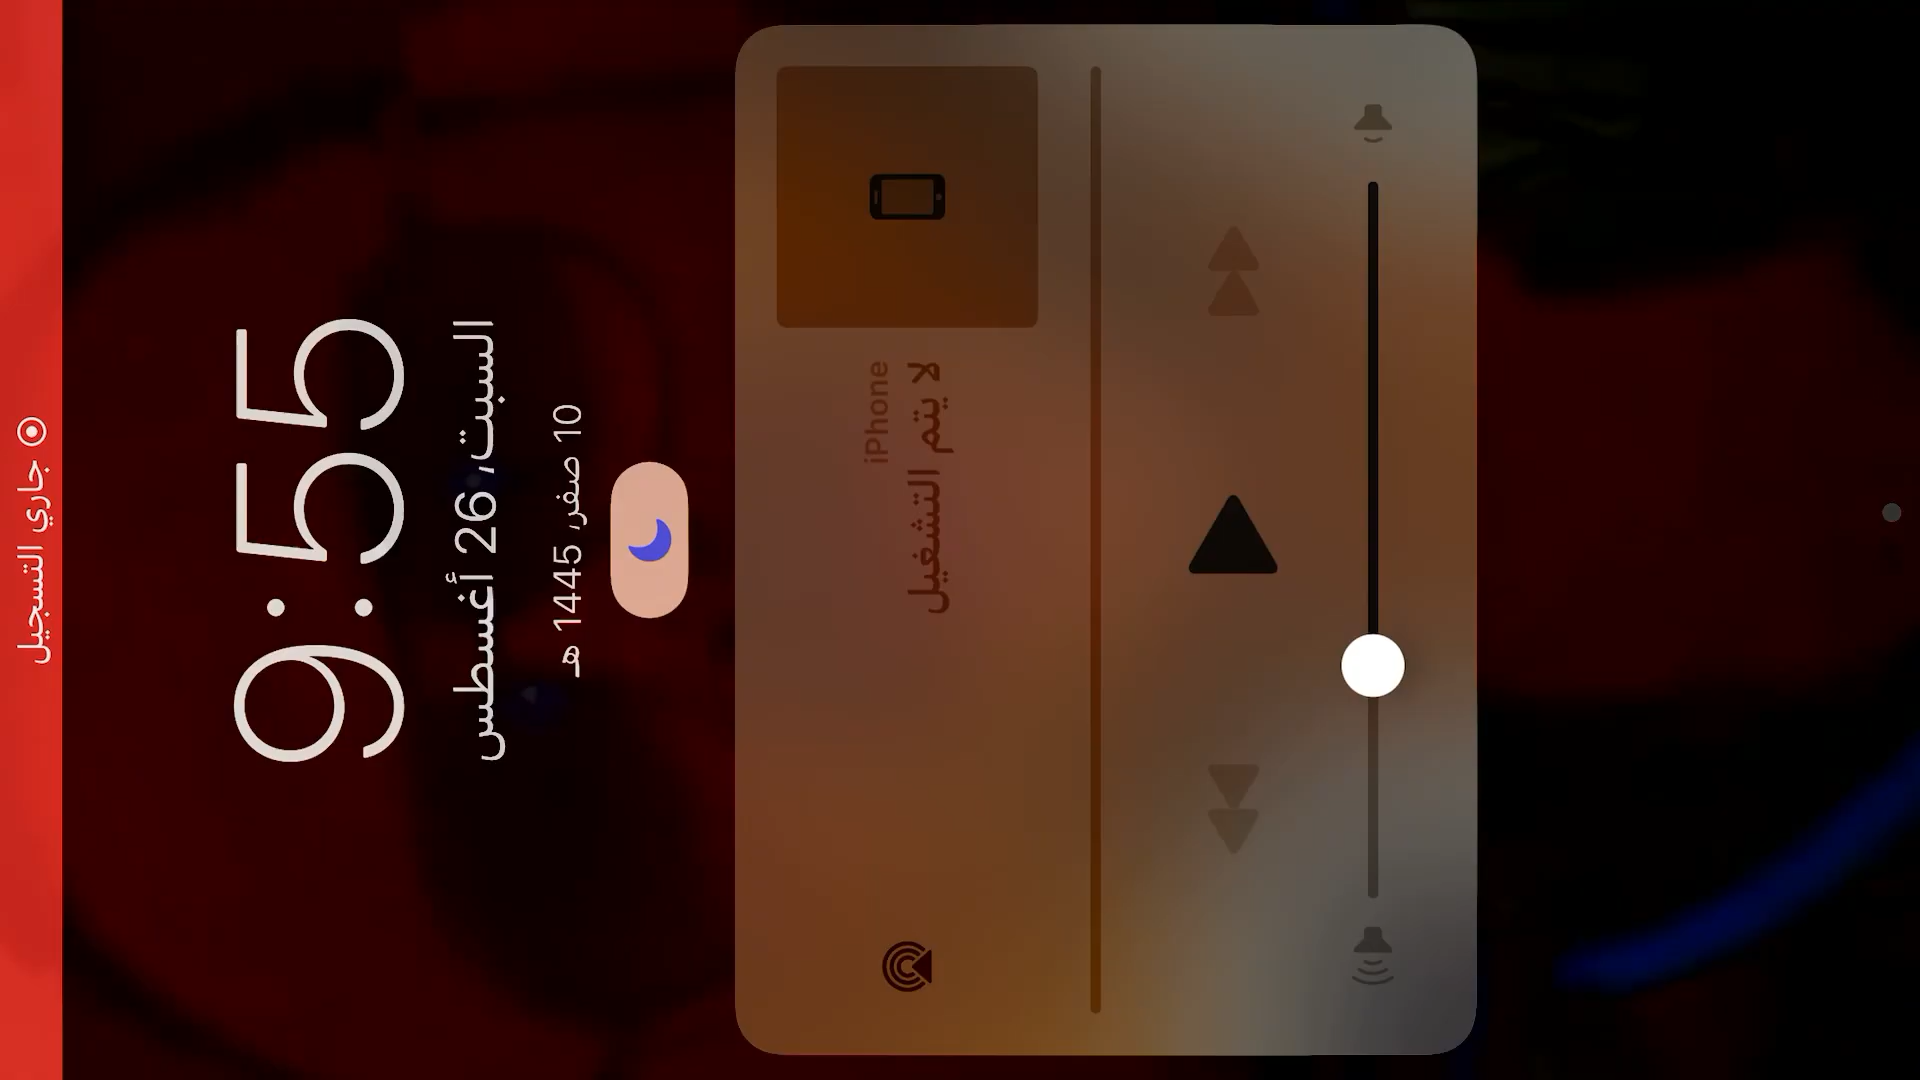 جاري التسجيل
9:55
السبت، 26 أغسطس
10 صفر، 1445 هـ
iPhone
لا يتم التشغيل